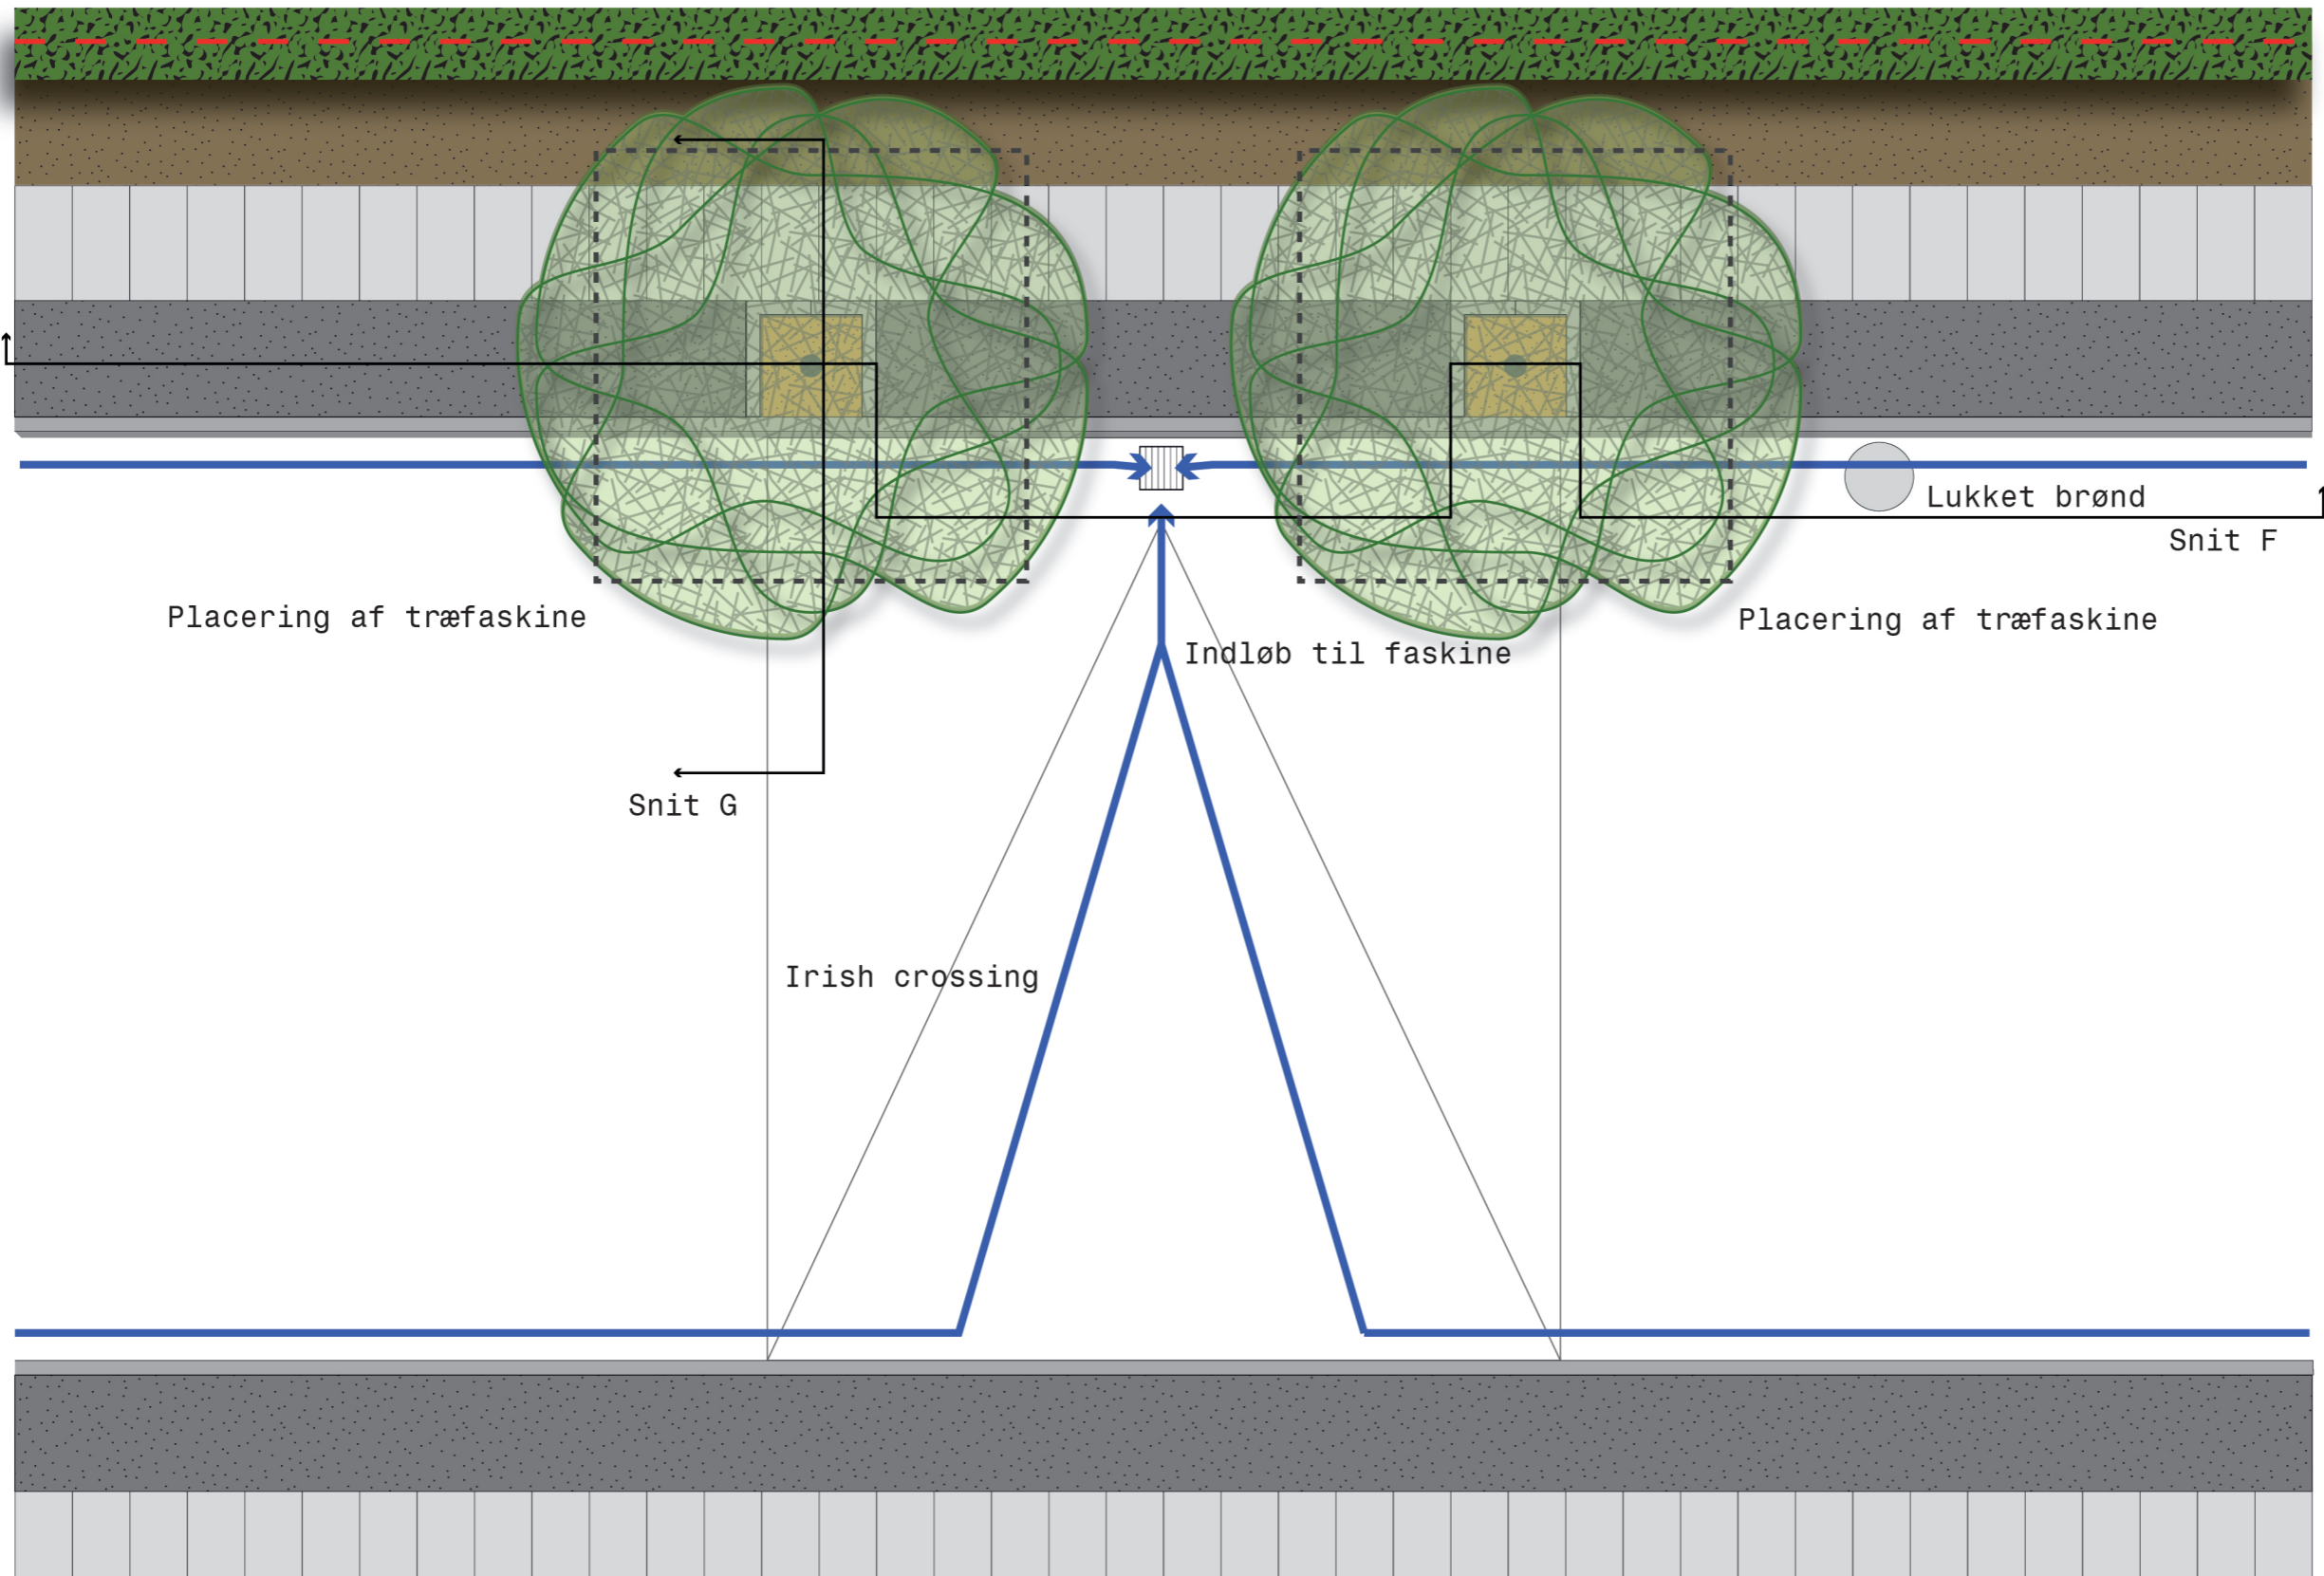 Lukket brønd
Snit F
Placering af træfaskine
Placering af træfaskine
Indløb til faskine
Snit G
Irish crossing